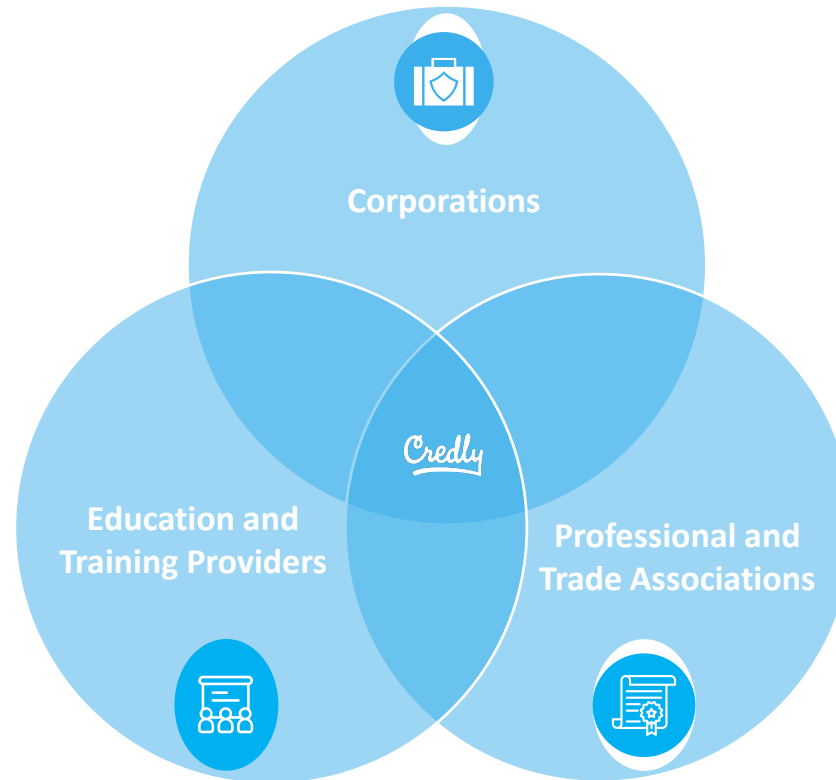 Corporations
Credly
Education and
Training Providers
Professional and
Trade Associations